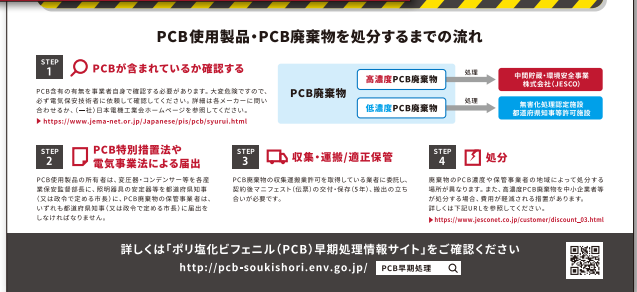 PCB使用製品・PCB廃棄物を処分するまでの流れ
STEP
1
PCBが含まれているか確認する
PCB含有の有無を事業者自身で確認する必要があります。大変危険ですので、
必ず電気保安技術者に依頼して確認してください。詳細は各メーカーに問い
合わせるか、(一社)日本電機工業会ホームページを参照してください。
▶https://www.jema-net.or.jp/Japanese/pis/pcb/syurui.html
PCB廃棄物
高濃度PCB廃棄物
処理
中間貯蔵・環境安全事業
株式会社(JESCO)
低濃度PCB廃棄物
処理
無害化処理認定施設
都道府県知事等許可施設
STEP
2
PCB特別措置法や
電気事業法による届出
PCB使用製品の所有者は、変圧器・コンデンサー等を各産
業保安監督部長に、照明器具の安定器等を都道府県知事
(又は政令で定める市長)に、PCB廃棄物の保管事業者は、
いずれも都道府県知事(又は政令で定める市長)に届出を
しなければなりません。
STEP
3
収集・運搬/適正保管
PCB廃棄物の収集運搬業許可を取得している業者に委託し、
契約後マニフェスト(伝票)の交付・保存(5年)、搬出の立ち
合いが必要です。
STEP
4
処分
廃棄物のPCB濃度や保管事業者の地域によって処分する
場所が異なります。また、高濃度PCB廃棄物を中小企業者等
が処分する場合、費用が軽減される措置があります。
詳しくは下記URLを参照してください。
▶https://www.jesconet.co.jp/customer/discount_03.html
詳しくは「ポリ塩化ビフェニル(PCB)早期処理情報サイト」をご確認ください
http://pcb-soukishori.env.go.jp/
PCB早期処理